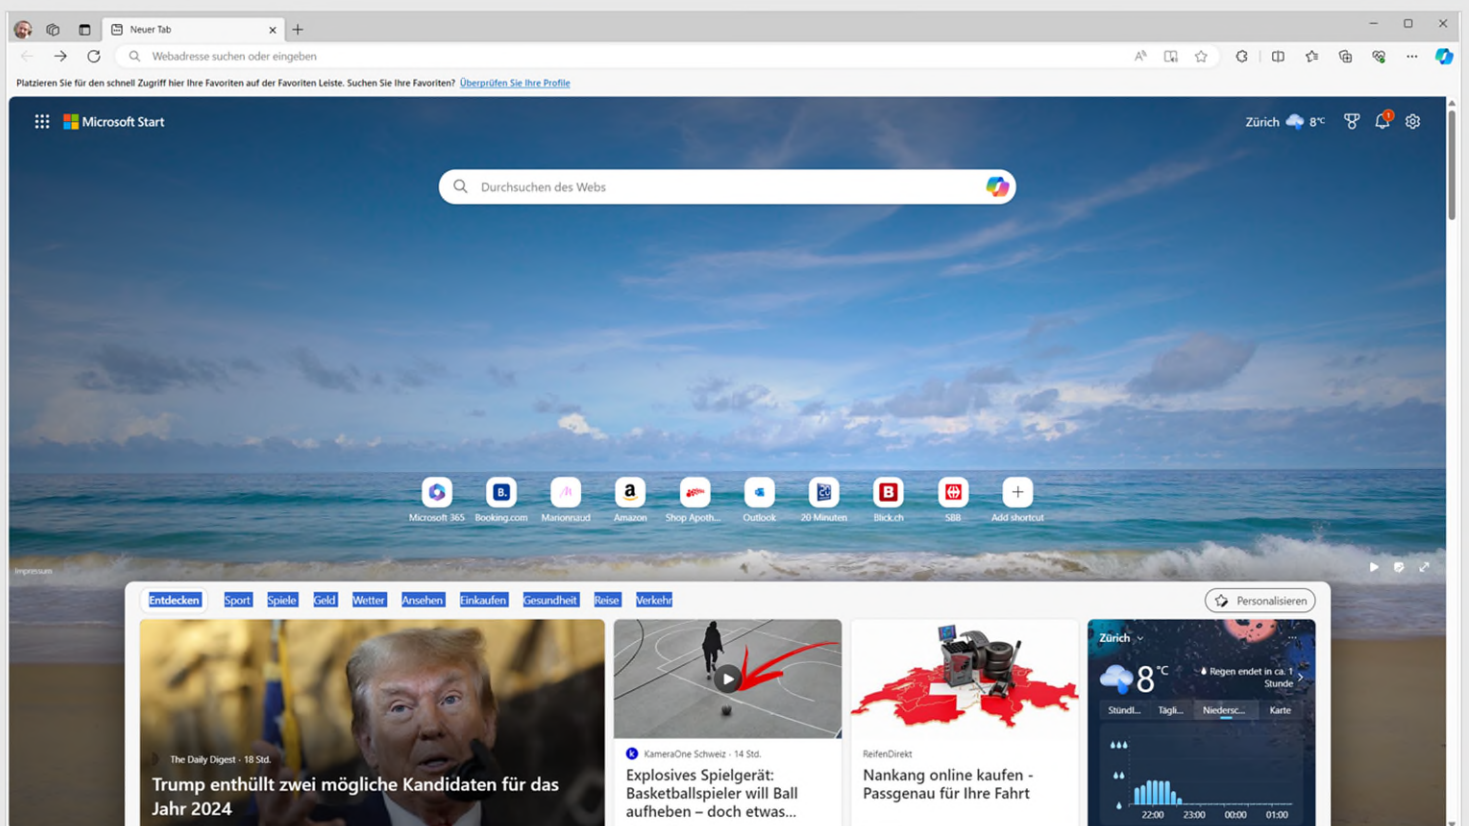 Neuer Tab
Webadresse suchen oder eingeben
Platzieren Sie für den schnell Zugriff hier Ihre Favoriten auf der Favoriten Leiste. Suchen Sie Ihre Favoriten? Überprüfen Sie Ihre Profile
Microsoft Start
Zürich 8°C
1
Durchsuchen des Webs
Microsoft 365 Booking.com Marionnaud Amazon Shop Apoth... Outlook 20 Minuten Blick.ch SBB Add shortcut
Impressum
Entdecken Sport Spiele Geld Wetter Ansehen Einkaufen Gesundheit Reise Verkehr
Personalisieren
The Daily Digest · 18 Std.
Trump enthüllt zwei mögliche Kandidaten für das
Jahr 2024
KameraOne Schweiz · 14 Std.
Explosives Spielgerät:
Basketballspieler will Ball
aufheben – doch etwas...
ReifenDirekt
Nankang online kaufen -
Passgenau für Ihre Fahrt
Zürich
8 °C
Regen endet in ca. 1
Stunde
Stündl... Tägli... Niedersc... Karte
22:00 23:00 00:00 01:00